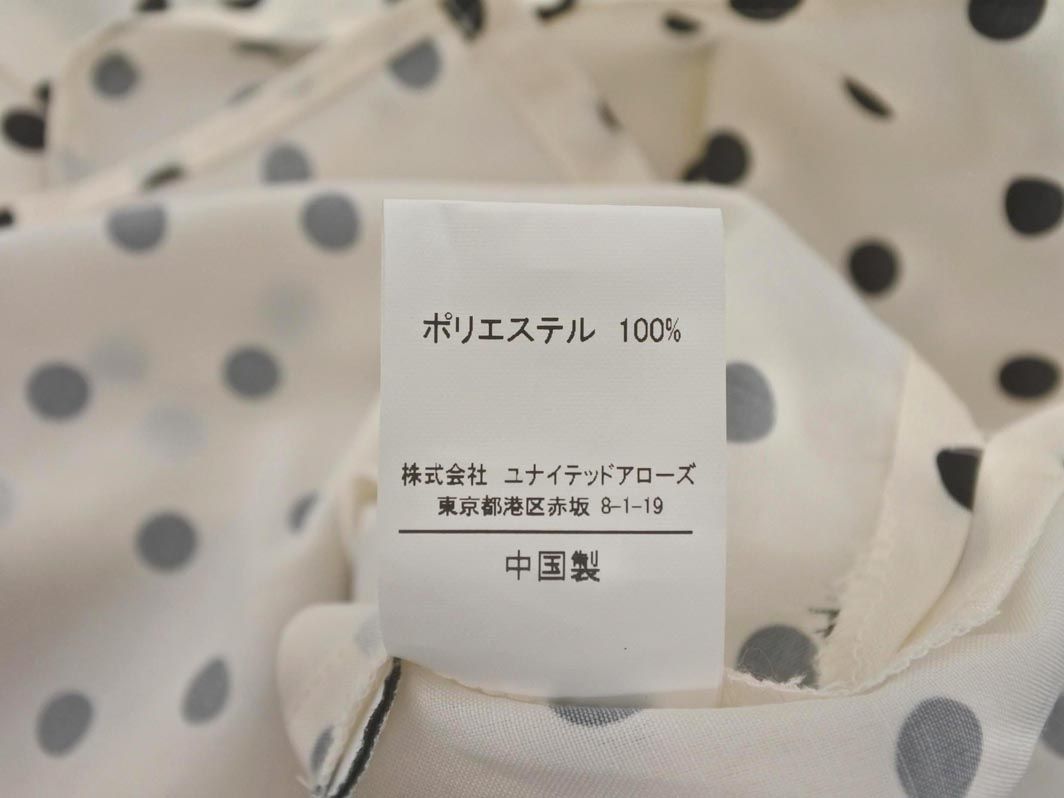 ポリエステル 100%
株式会社 ユナイテッドアローズ
東京都港区赤坂 8-1-19
中国製